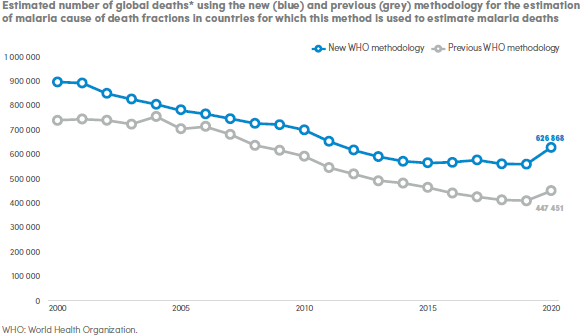 Estimated number of global deaths* using the new (blue) and previous (grey) methodology for the estimation
of malaria cause of death fractions in countries for which this method is used to estimate malaria deaths
New WHO methodology Previous WHO methodology
1 000 000
900 000
800 000
700 000
600 000
500 000
400 000
300 000
200 000
100 000
0
626 868
447 451
2000 2005 2010 2015 2020
WHO: World Health Organization.